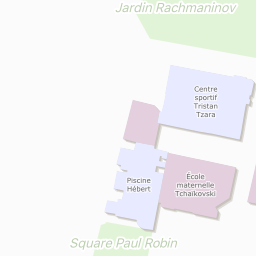 Jardin Rachmaninov
Centre
sportif
Tristan
Tzara
Piscine
Hébert
École
maternelle
Tchaïkovski
Square Paul Robin